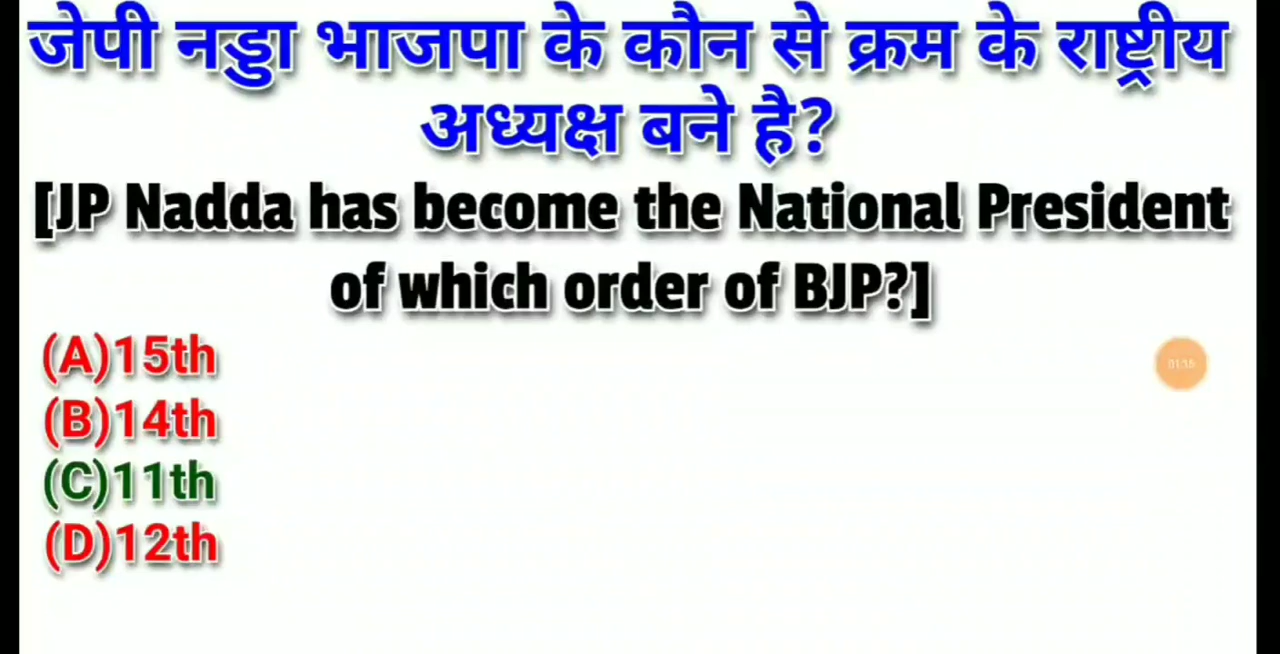 जेपी नड्डा भाजपा के कौन से क्रम के राष्ट्रीय
अध्यक्ष बने है?
[JP Nadda has become the National President
of which order of BJP?]
(A)15th
(B)14th
(C)11th
(D)12th